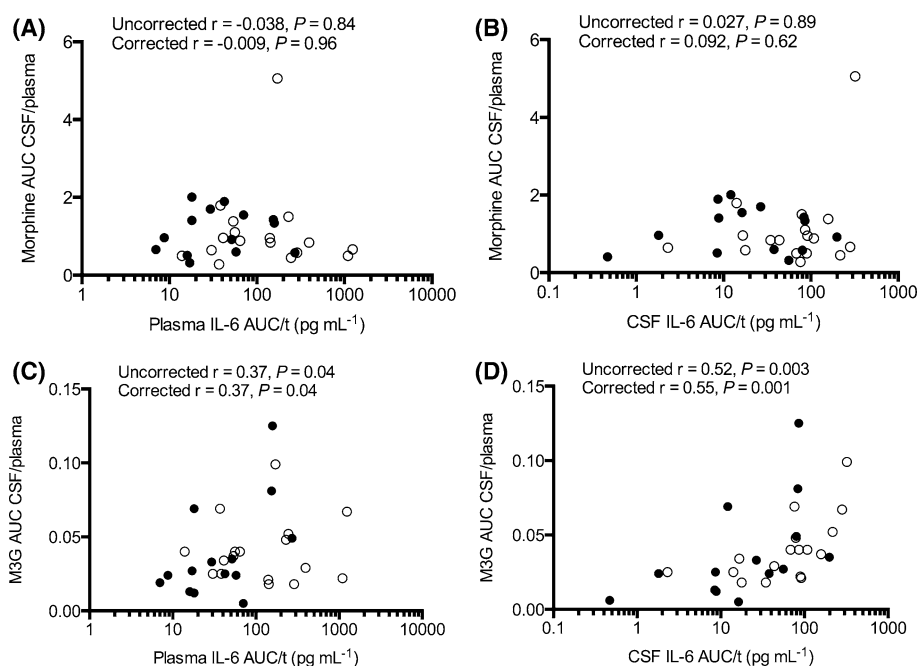 (A)
Uncorrected r = -0.038, P = 0.84
Corrected r = -0.009, P = 0.96
6
4
2
0
Morphine AUC CSF/plasma
1
10
100
1000
10000
Plasma IL-6 AUC/t (pg mL⁻¹)
(B)
Uncorrected r = 0.027, P = 0.89
Corrected r = 0.092, P = 0.62
6
4
2
0
Morphine AUC CSF/plasma
0.1
1
10
100
1000
CSF IL-6 AUC/t (pg mL⁻¹)
(C)
Uncorrected r = 0.37, P = 0.04
Corrected r = 0.37, P = 0.04
0.15
0.10
0.05
0.00
M3G AUC CSF/plasma
1
10
100
1000
10000
Plasma IL-6 AUC/t (pg mL⁻¹)
(D)
Uncorrected r = 0.52, P = 0.003
Corrected r = 0.55, P = 0.001
0.15
0.10
0.05
0.00
M3G AUC CSF/plasma
0.1
1
10
100
1000
CSF IL-6 AUC/t (pg mL⁻¹)